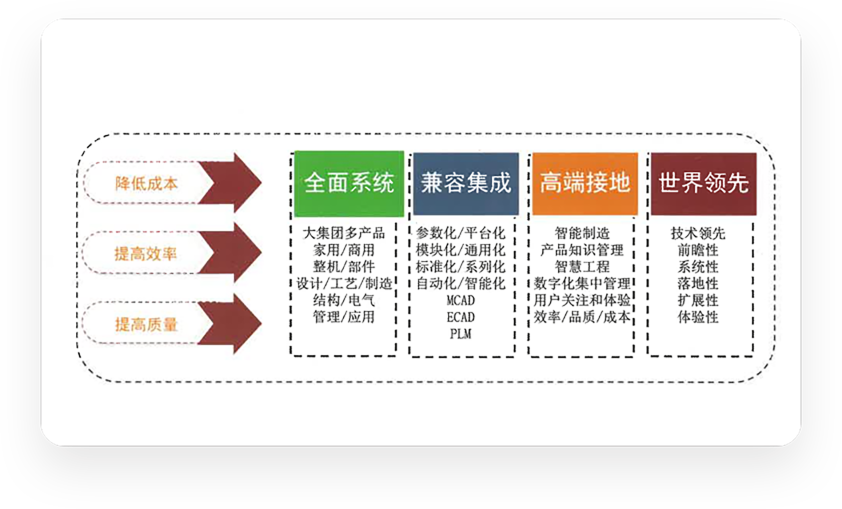 降低成本
提高效率
提高质量
全面系统
大集团多产品
家用/商用
整机/部件
设计/工艺/制造
结构/电气
管理/应用
兼容集成
参数化/平台化
模块化/通用化
标准化/系列化
自动化/智能化
MCAD
ECAD
PLM
高端接地
智能制造
产品知识管理
智慧工程
数字化集中管理
用户关注和体验
效率/品质/成本
世界领先
技术领先
前瞻性
系统性
落地性
扩展性
体验性